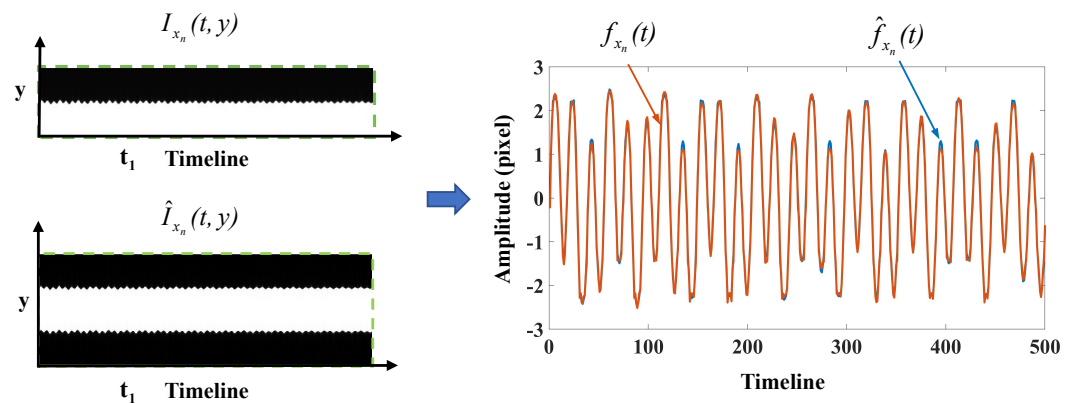 I_{x_n}(t, y)
y
t_1 Timeline
Î_{x_n}(t, y)
y
t_1 Timeline
f_{x_n}(t)
f̂_{x_n}(t)
Amplitude (pixel)
3
2
1
0
-1
-2
-3
0 100 200 300 400 500
Timeline